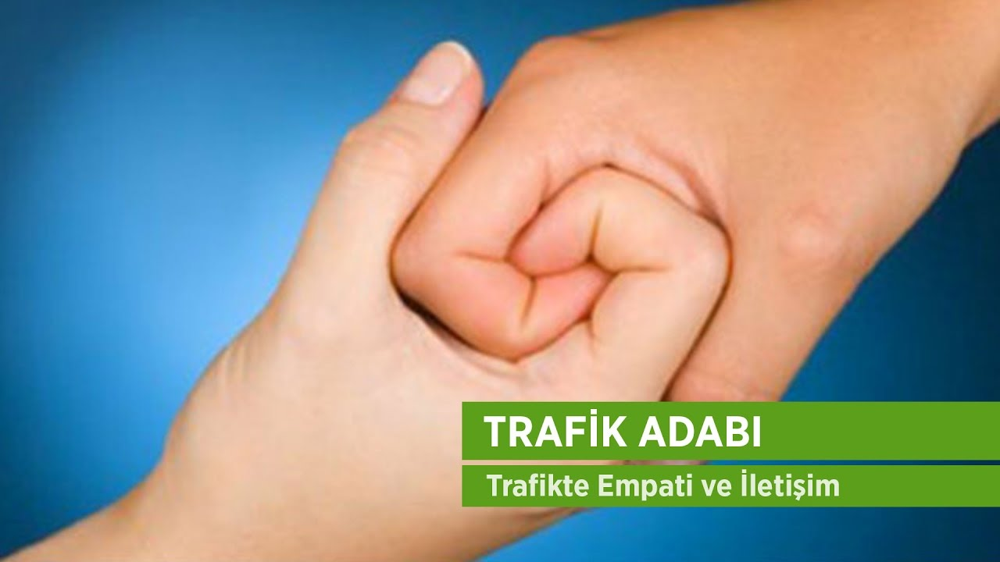 TRAFİK ADABI
Trafikte Empati ve İletişim